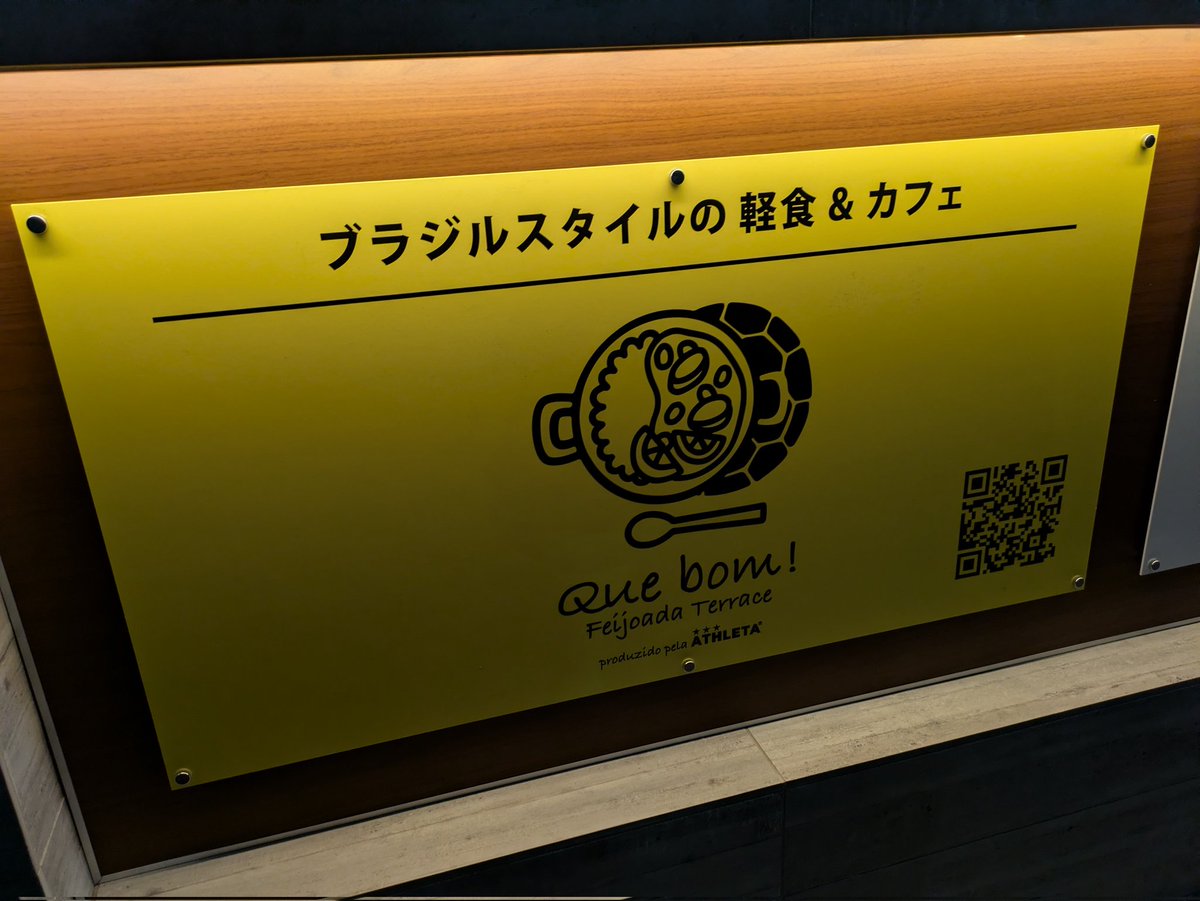 ブラジルスタイルの 軽食 & カフェ
Que bom!
Feijoada Terrace
produzido pela ATHLETA®